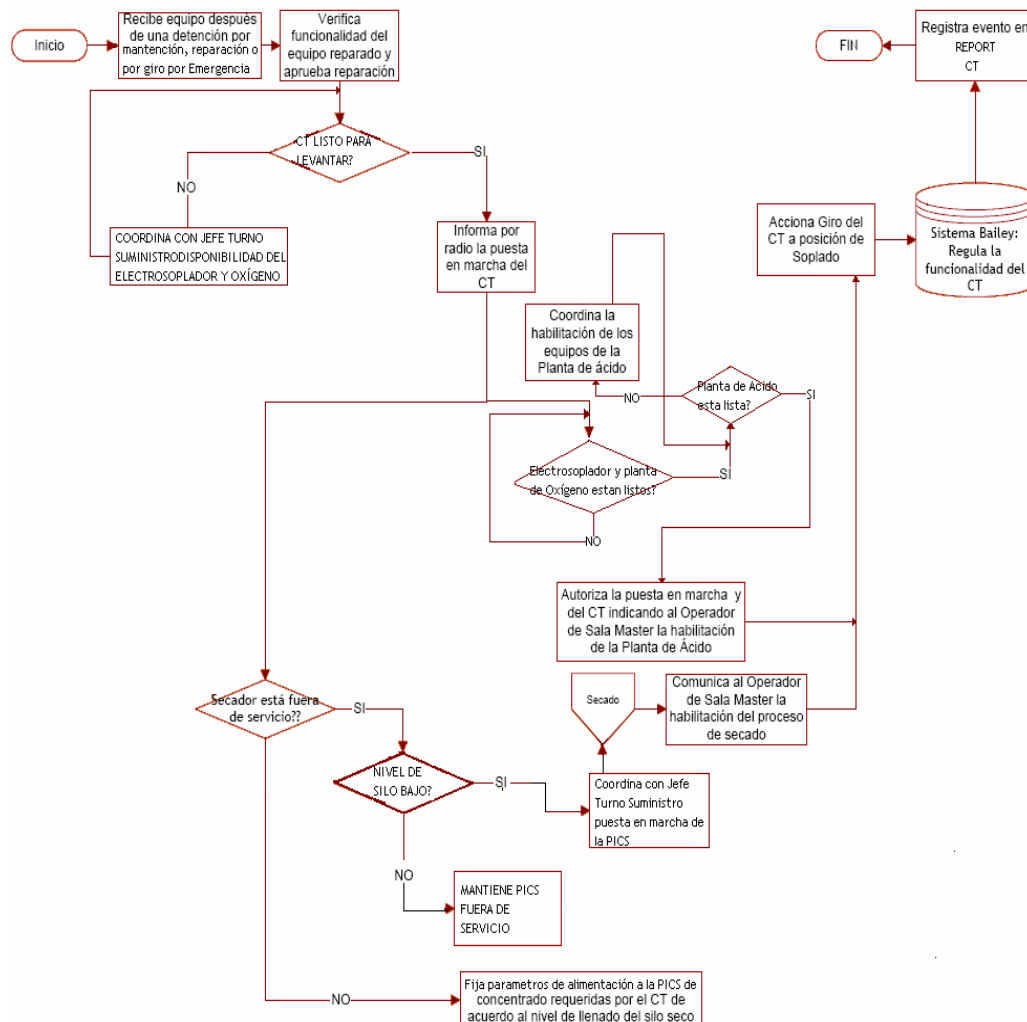 Inicio
Recibe equipo después
de una detención por
mantención, reparación o
por giro por Emergencia
Verifica
funcionalidad del
equipo reparado y
aprueba reparación
FIN
Registra evento en
REPORT
CT
CT LISTO PARA
LEVANTAR?
SI
NO
COORDINA CON JEFE TURNO
SUMINISTRODISPONIBILIDAD DEL
ELECTROSOPLADOR Y OXÍGENO
Informa por
radio la puesta
en marcha del
CT
Acciona Giro del
CT a posición de
Soplado
Sistema Bailey:
Regula la
funcionalidad del
CT
Coordina la
habilitación de los
equipos de la
Planta de ácido
NO
Planta de Acido
esta lista?
SI
Electrosoplador y planta
de Oxígeno estan listos?
SI
NO
Autoriza la puesta en marcha y
del CT indicando al Operador
de Sala Master la habilitación
de la Planta de Ácido
Secador está fuera
de servicio??
SI
Secado
Comunica al Operador
de Sala Master la
habilitación del proceso
de secado
NIVEL DE
SILO BAJO?
SI
Coordina con Jefe
Turno Suministro
puesta en marcha de
la PICS
NO
MANTIENE PICS
FUERA DE
SERVICIO
NO
Fija parametros de alimentación a la PICS de
concentrado requeridas por el CT de
acuerdo al nivel de llenado del silo seco